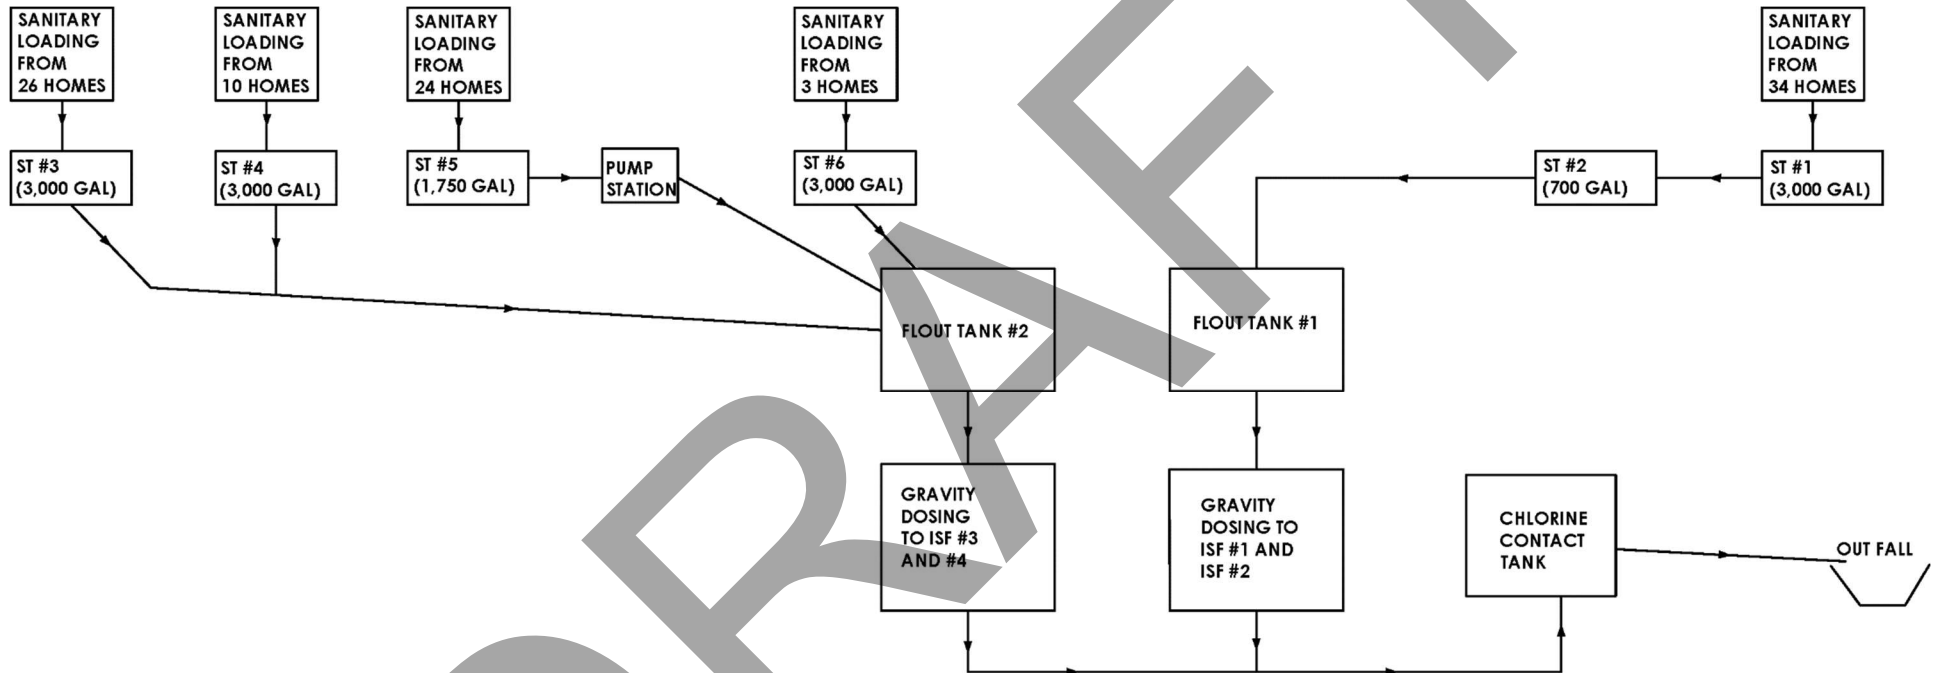 SANITARY
LOADING
FROM
26 HOMES
SANITARY
LOADING
FROM
10 HOMES
SANITARY
LOADING
FROM
24 HOMES
SANITARY
LOADING
FROM
3 HOMES
SANITARY
LOADING
FROM
34 HOMES
ST #3
(3,000 GAL)
ST #4
(3,000 GAL)
ST #5
(1,750 GAL)
PUMP
STATION
ST #6
(3,000 GAL)
ST #2
(700 GAL)
ST #1
(3,000 GAL)
FLOUT TANK #2
FLOUT TANK #1
GRAVITY
DOSING
TO ISF #3
AND #4
GRAVITY
DOSING TO
ISF #1 AND
ISF #2
CHLORINE
CONTACT
TANK
OUT FALL
DRAFT